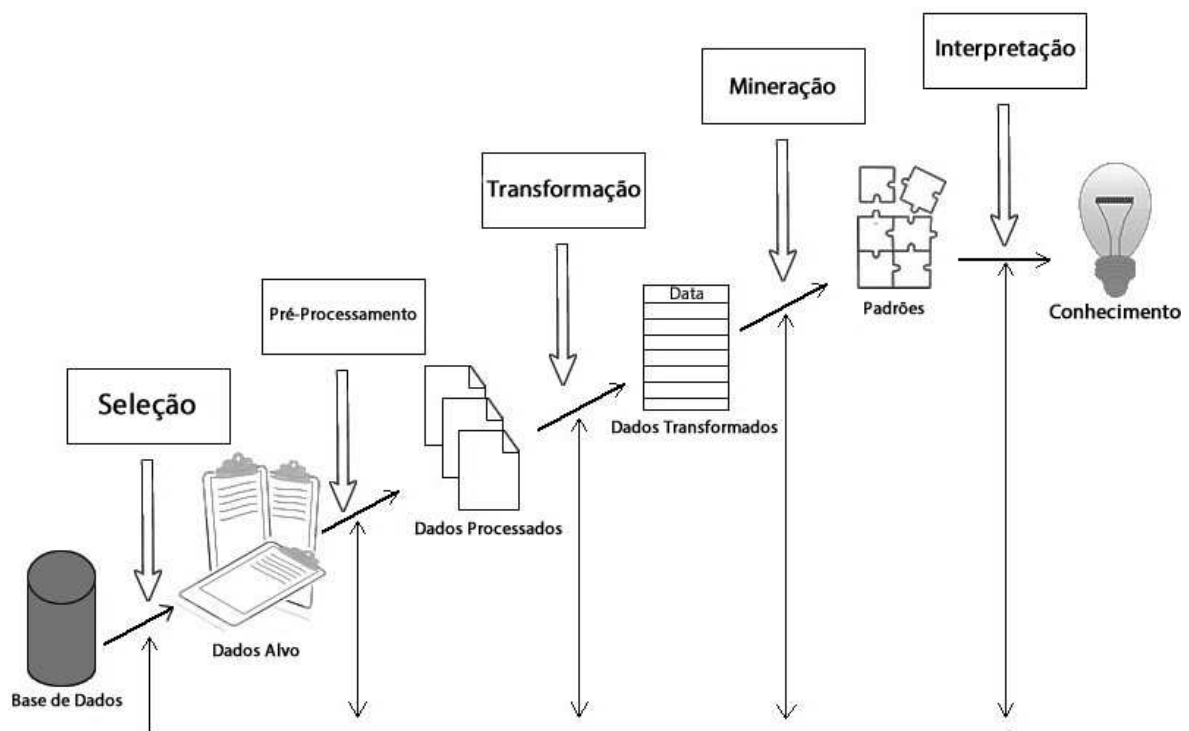 Interpretação
Mineração
Transformação
Pré-Processamento
Seleção
Data
Padrões
Conhecimento
Dados Transformados
Dados Processados
Dados Alvo
Base de Dados